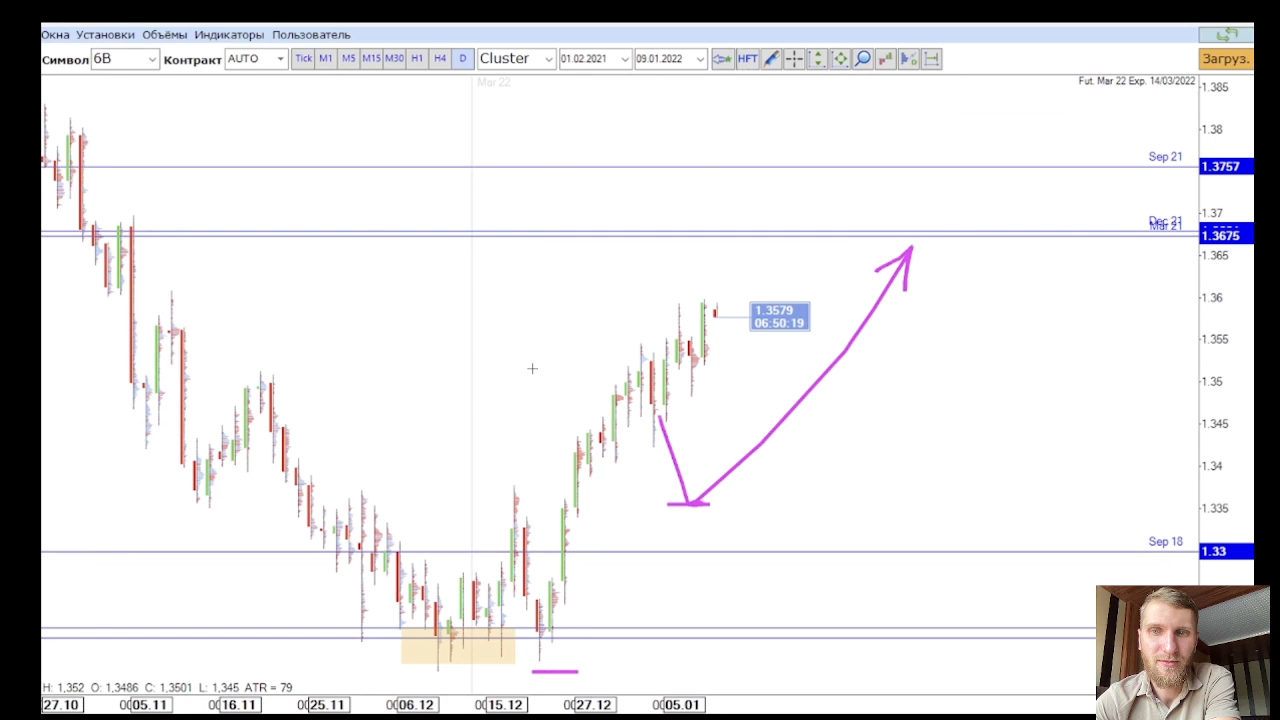 Окна Установки Объёмы Индикаторы Пользователь
Символ 6B Контракт AUTO Tick M1 M5 M15 M30 H1 H4 D Cluster 01.02.2021 09.01.2022 HFT Загруз.
Mar 22
Fut. Mar 22 Exp. 14/03/2022
1.385
1.38
Sep 21 1.3757
1.37
Dec 21
Mar 21 1.3675
1.365
1.36
1.3579
06:50:19
1.355
1.35
1.345
1.34
1.335
Sep 18 1.33
H: 1,352 O: 1,3486 C: 1,3501 L: 1,345 ATR = 79
27.10 05.11 16.11 25.11 06.12 15.12 27.12 05.01